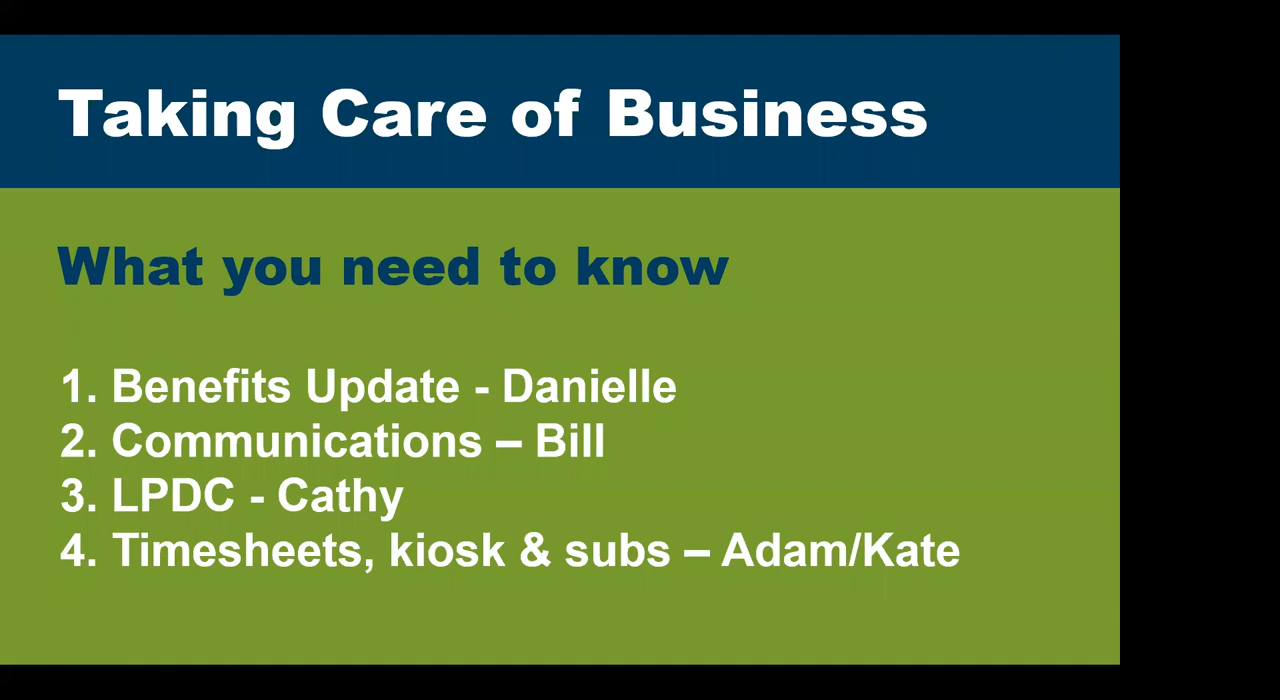 Taking Care of Business
What you need to know
1. Benefits Update - Danielle
2. Communications – Bill
3. LPDC - Cathy
4. Timesheets, kiosk & subs – Adam/Kate